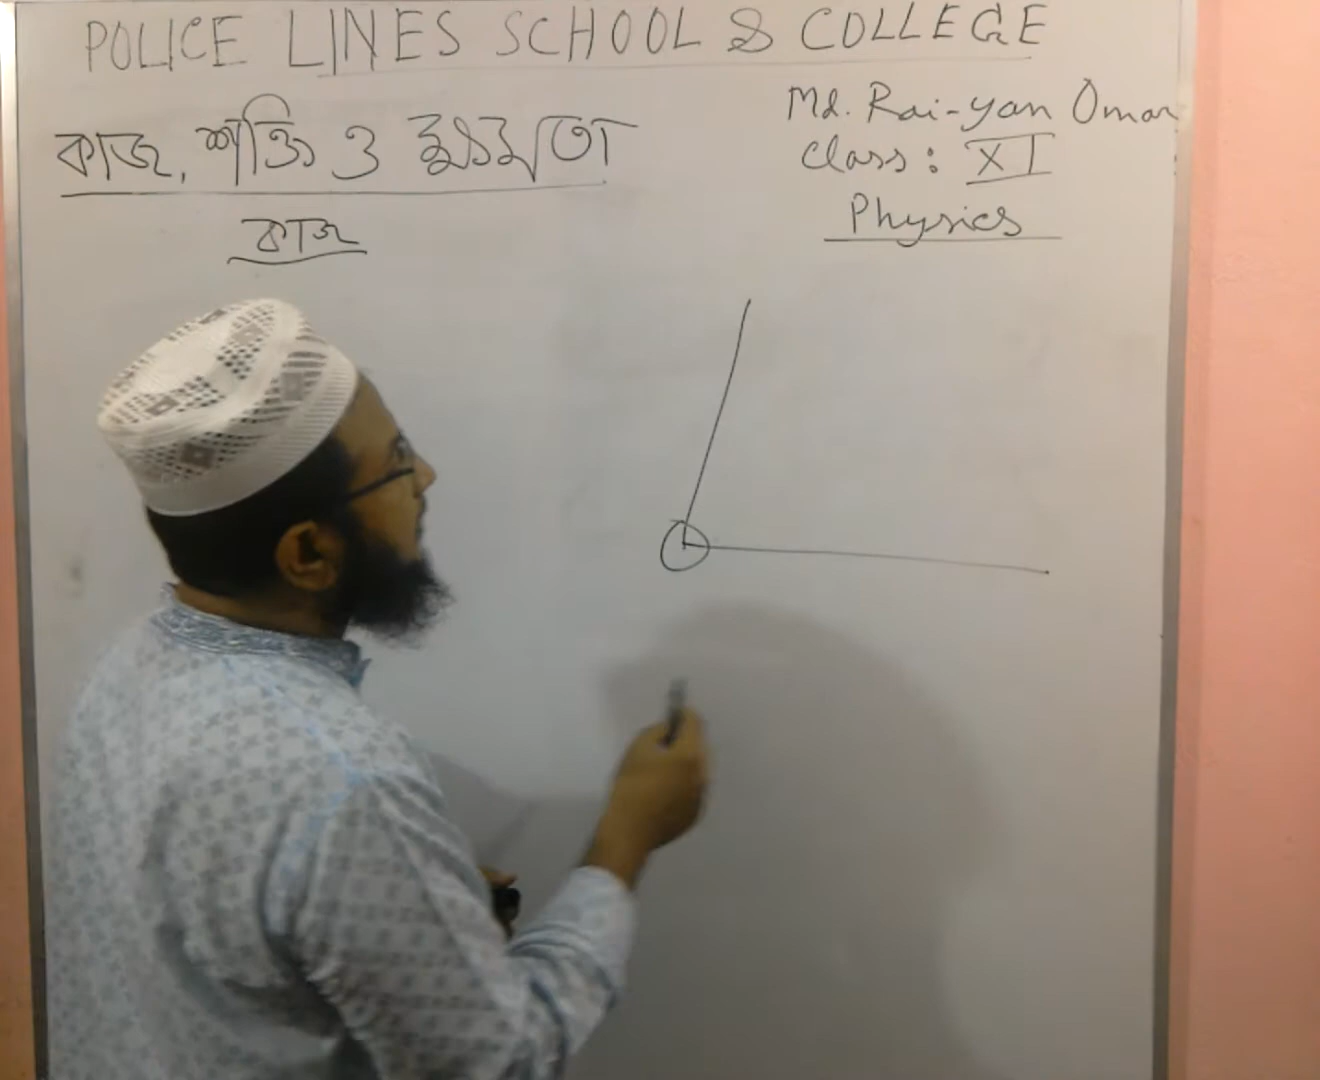 POLICE LINES SCHOOL & COLLEGE
Md. Rai-yan Omar
কাজ, শক্তি ও ক্ষমতা
Class: XI
কাজ
Physics